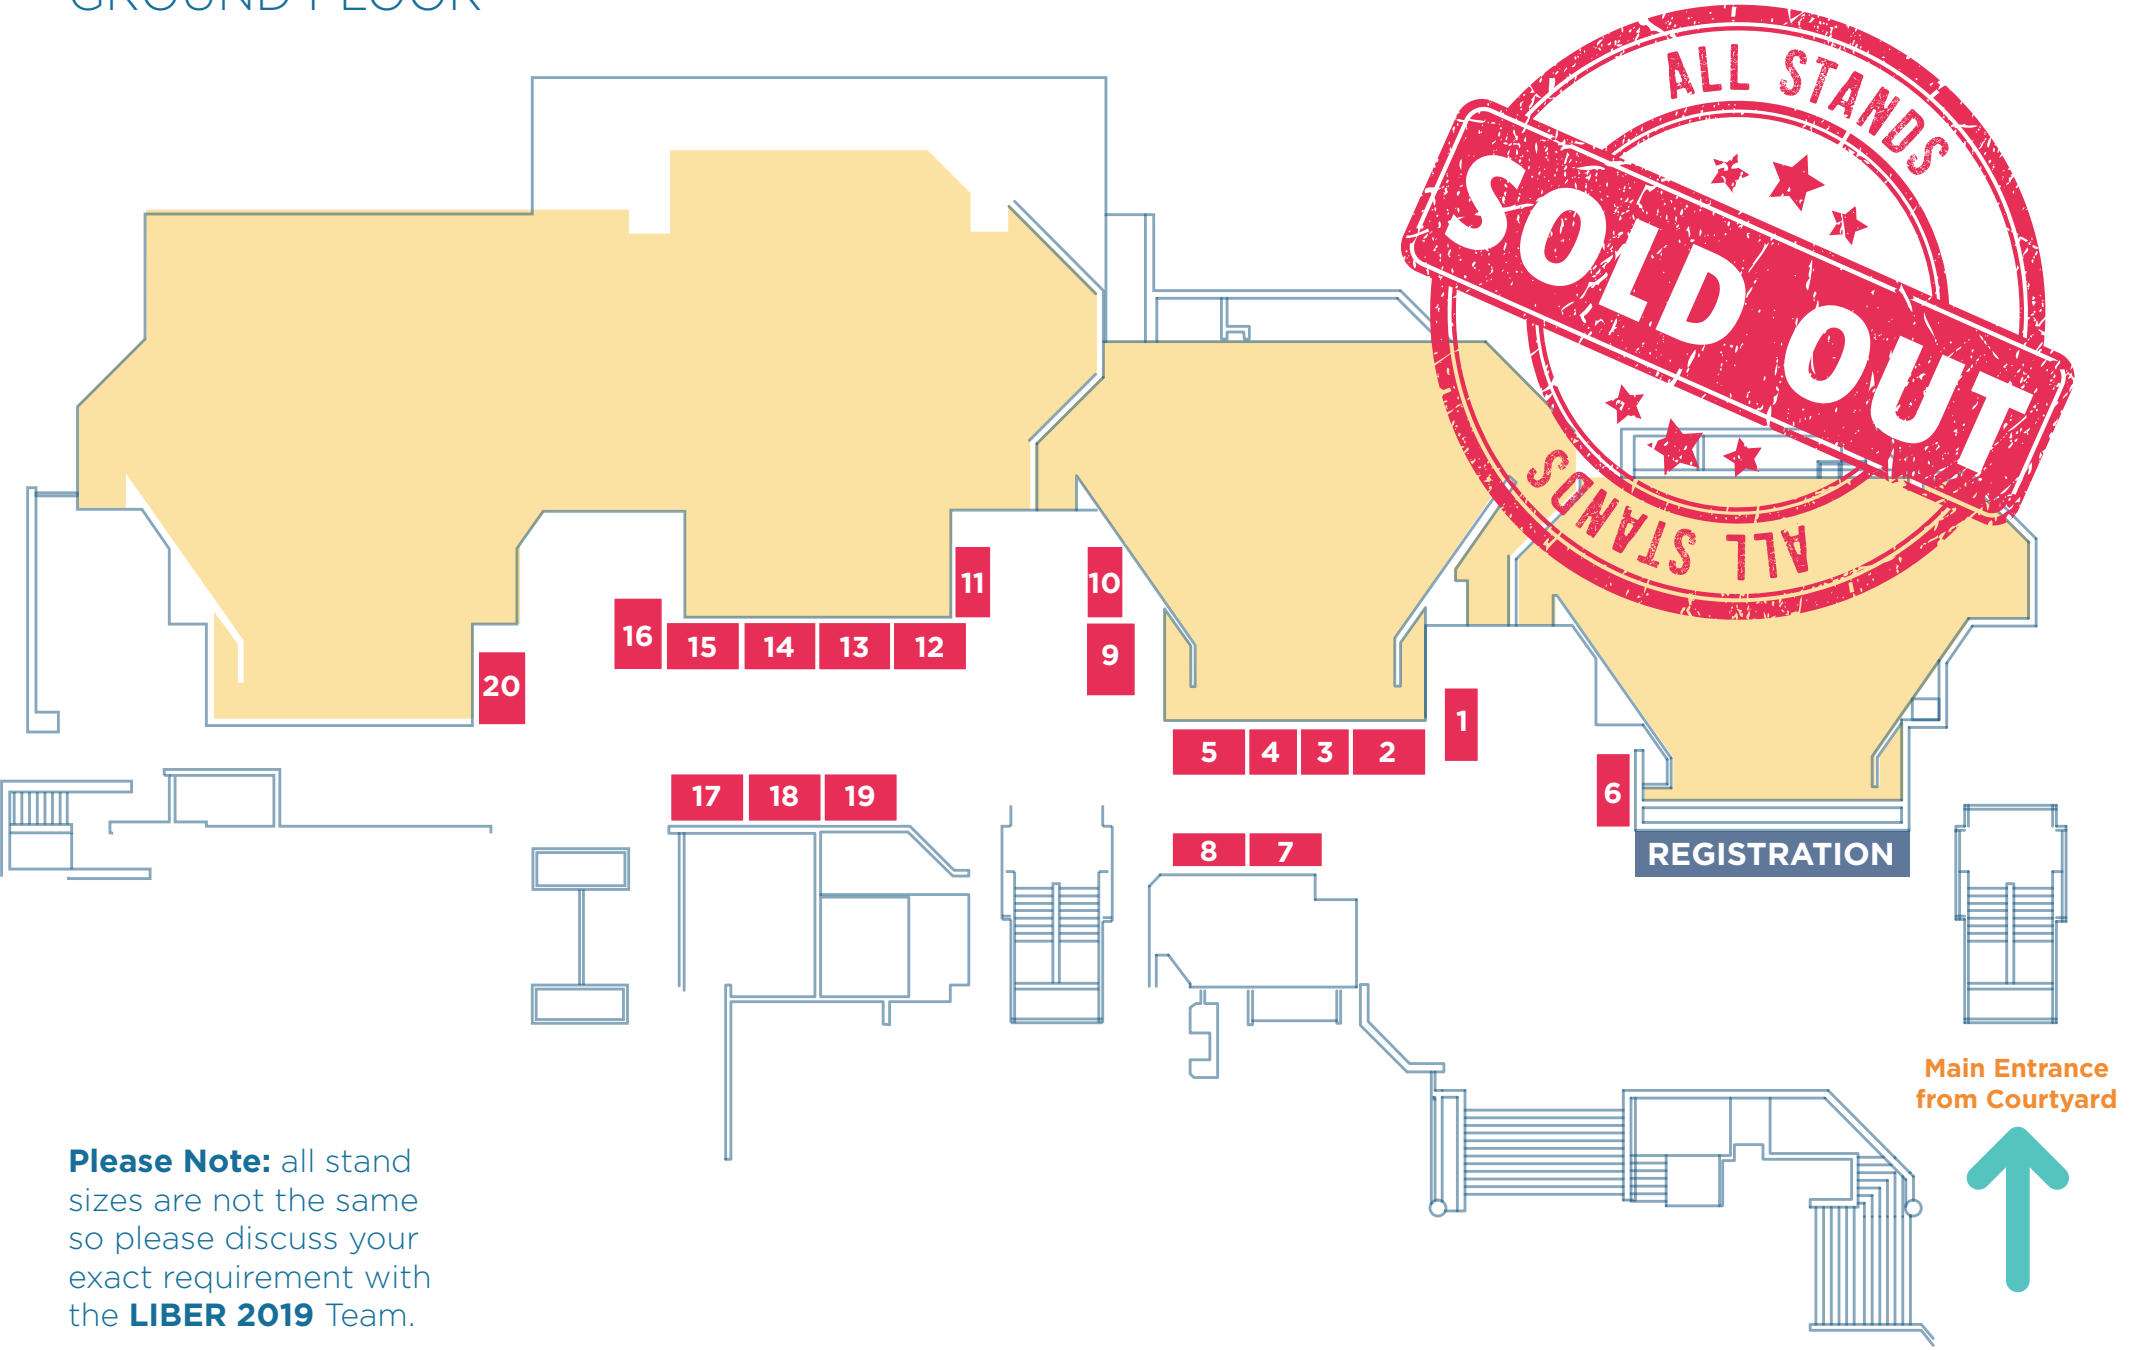 GROUND FLOOR
ALL STANDS
SOLD OUT
ALL STANDS
11
10
16
15
14
13
12
9
20
1
5
4
3
2
17
18
19
6
8
7
REGISTRATION
Main Entrance
from Courtyard
Please Note: all stand
sizes are not the same
so please discuss your
exact requirement with
the LIBER 2019 Team.